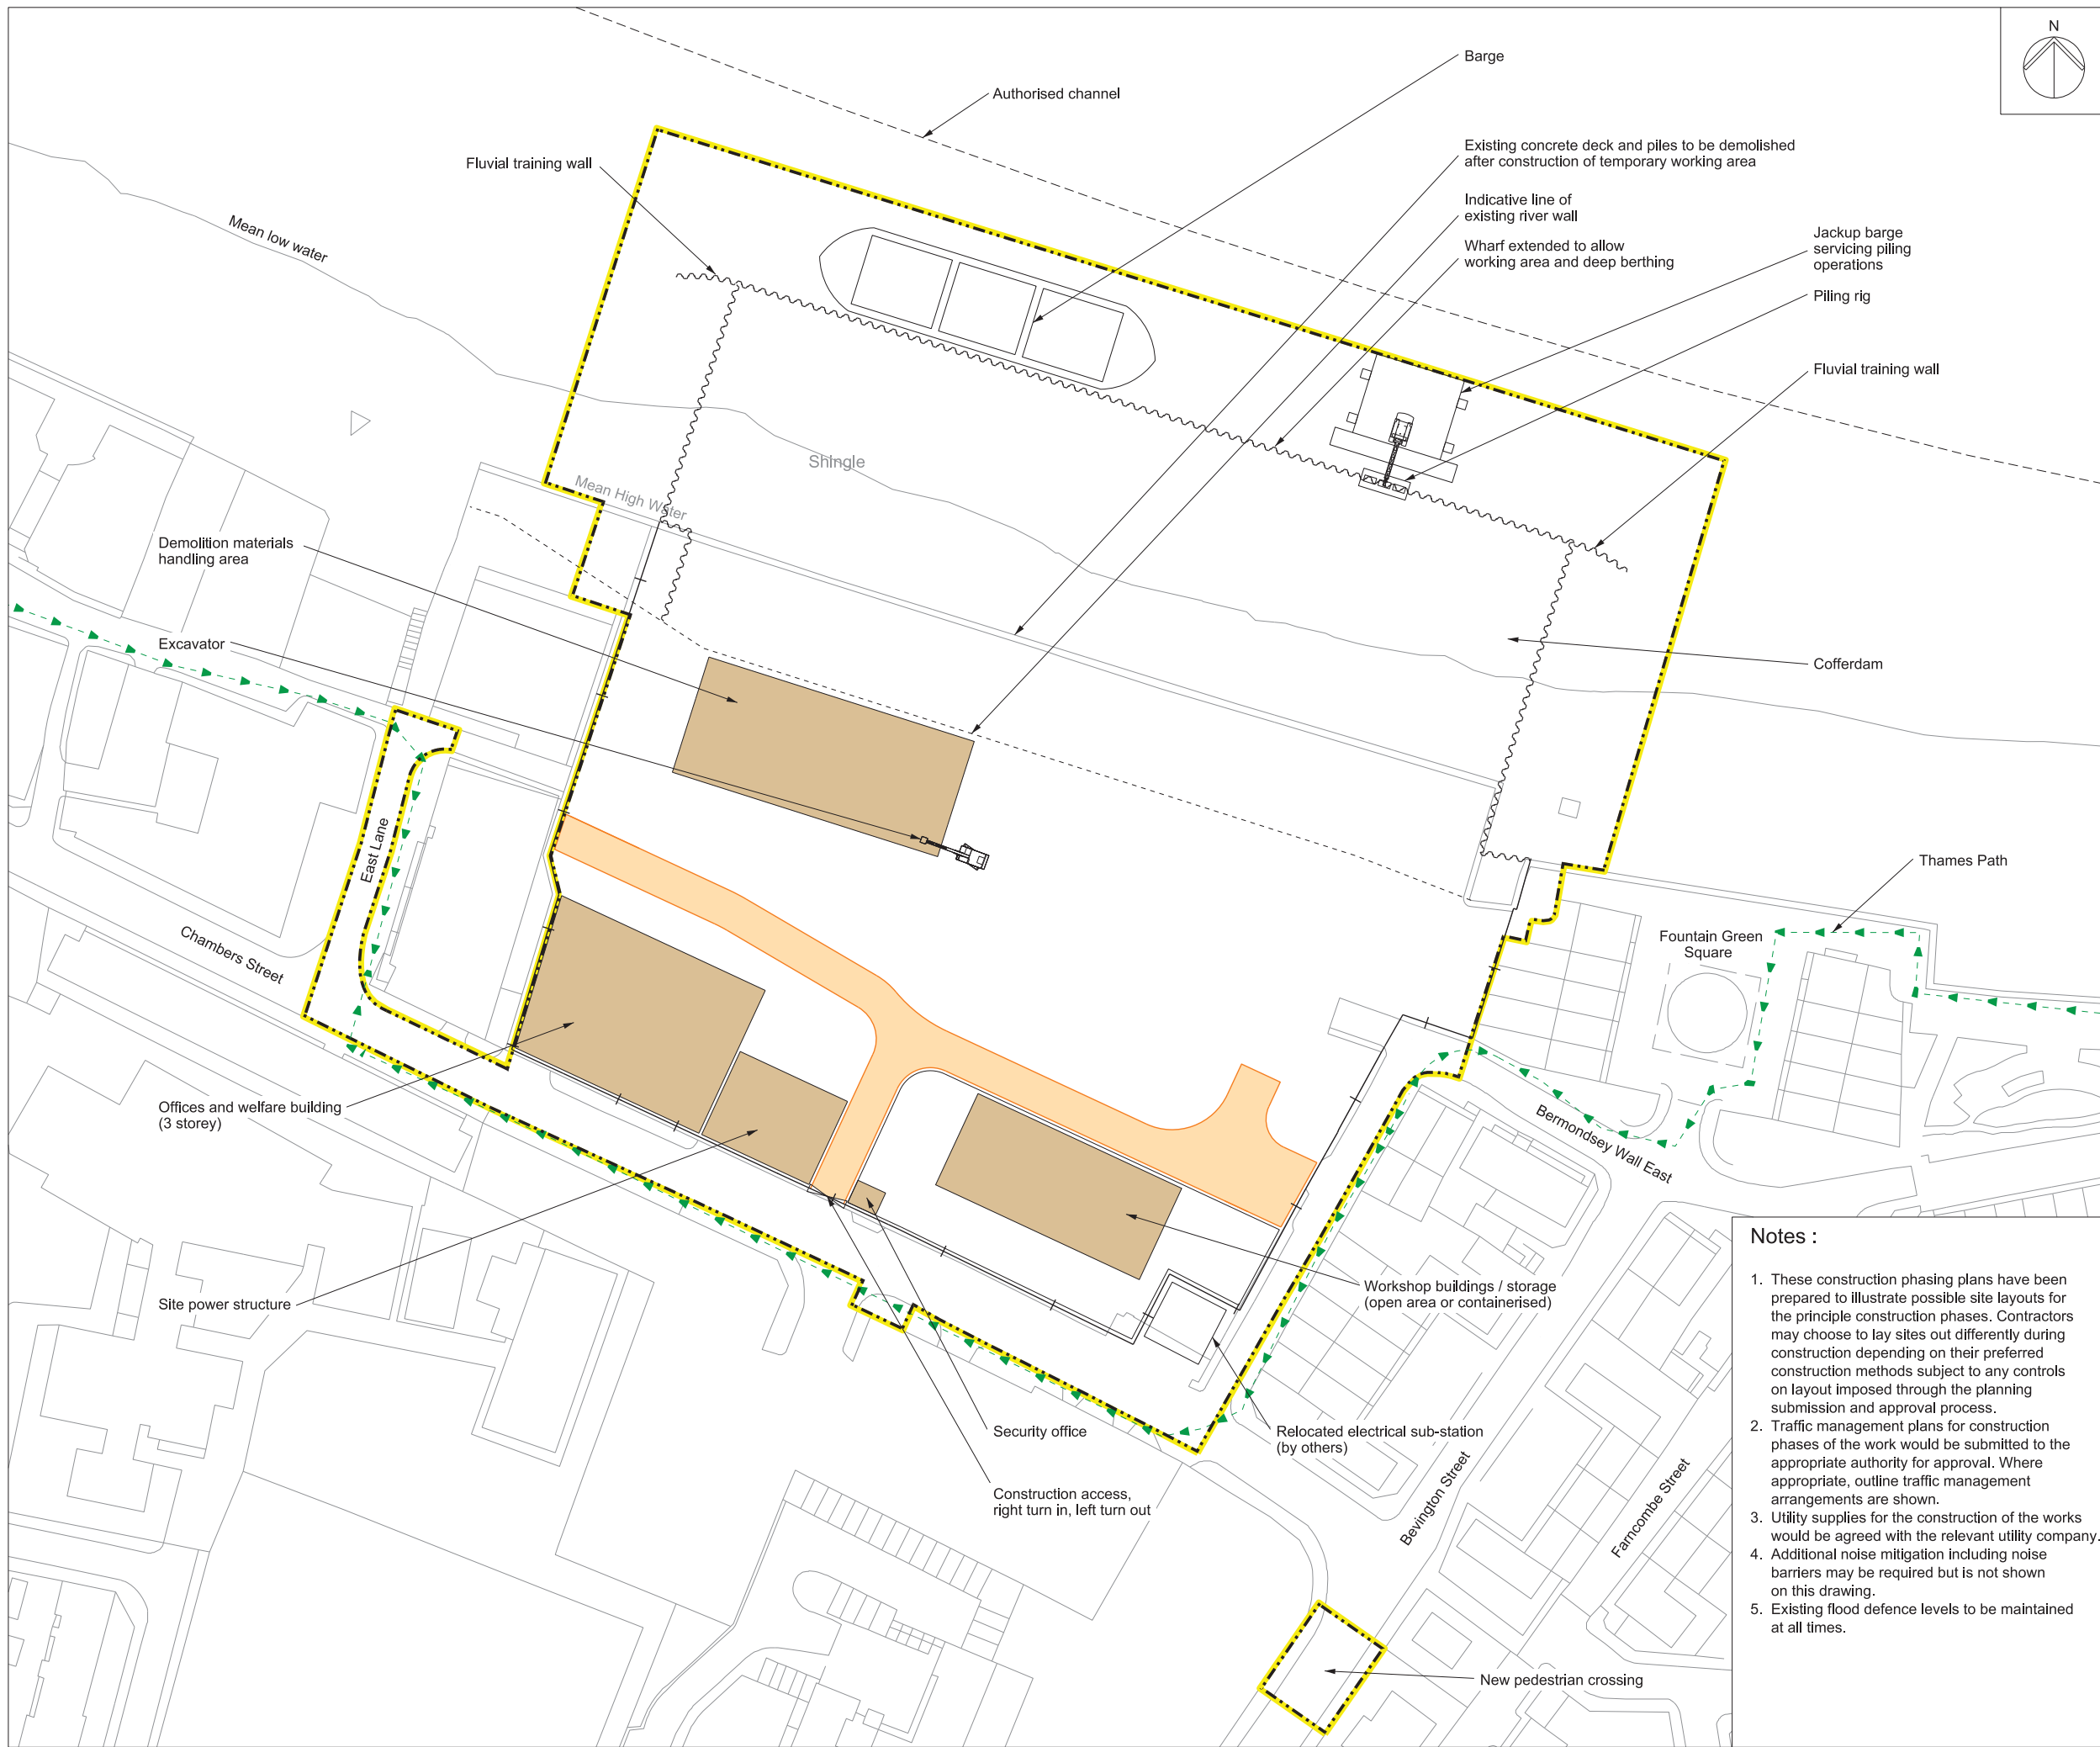 N
Barge
Authorised channel
Existing concrete deck and piles to be demolished
after construction of temporary working area
Fluvial training wall
Indicative line of
existing river wall
Mean low water
Jackup barge
servicing piling
operations
Wharf extended to allow
working area and deep berthing
Piling rig
Fluvial training wall
Shingle
Mean High Water
Demolition materials
handling area
Excavator
Cofferdam
East Lane
Thames Path
Chambers Street
Fountain Green
Square
Offices and welfare building
(3 storey)
Bermondsey Wall East
Site power structure
Workshop buildings / storage
(open area or containerised)
Security office
Relocated electrical sub-station
(by others)
Construction access,
right turn in, left turn out
Bevington Street
Farncombe Street
New pedestrian crossing
Notes :
1. These construction phasing plans have been
prepared to illustrate possible site layouts for
the principle construction phases. Contractors
may choose to lay sites out differently during
construction depending on their preferred
construction methods subject to any controls
on layout imposed through the planning
submission and approval process.
2. Traffic management plans for construction
phases of the work would be submitted to the
appropriate authority for approval. Where
appropriate, outline traffic management
arrangements are shown.
3. Utility supplies for the construction of the works
would be agreed with the relevant utility company.
4. Additional noise mitigation including noise
barriers may be required but is not shown
on this drawing.
5. Existing flood defence levels to be maintained
at all times.